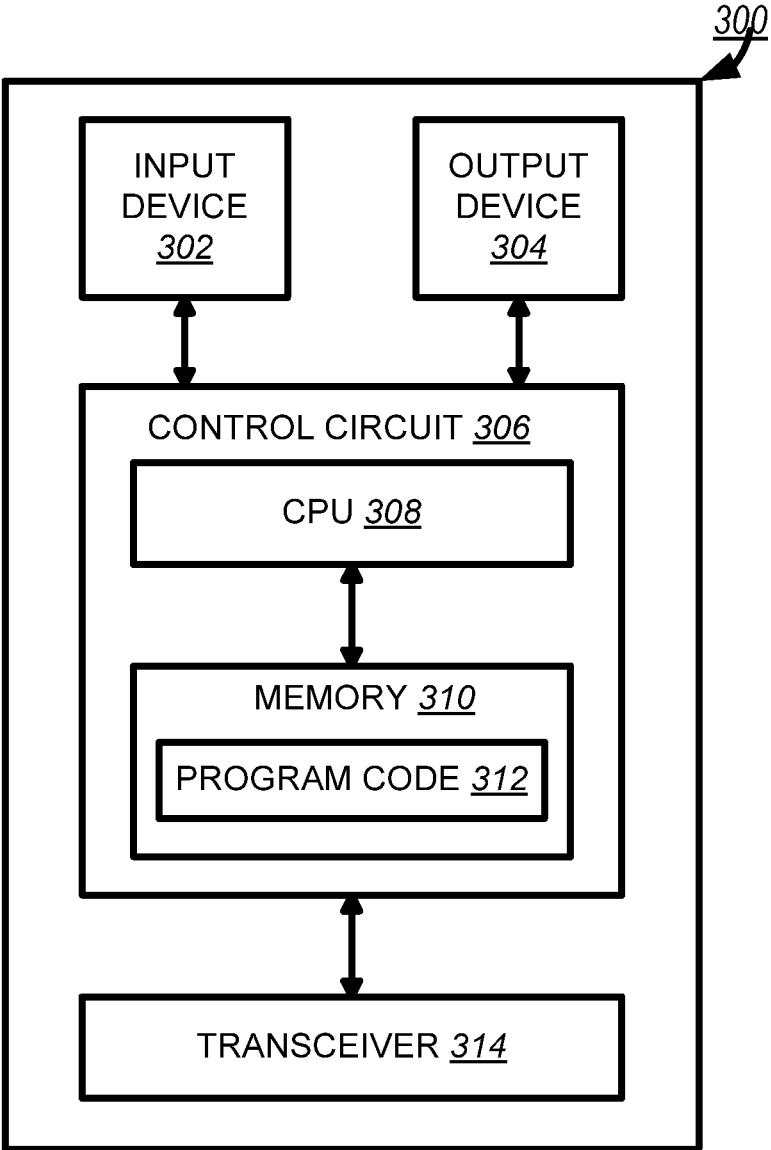 300
INPUT
DEVICE
302
OUTPUT
DEVICE
304
CONTROL CIRCUIT 306
CPU 308
MEMORY 310
PROGRAM CODE 312
TRANSCEIVER 314